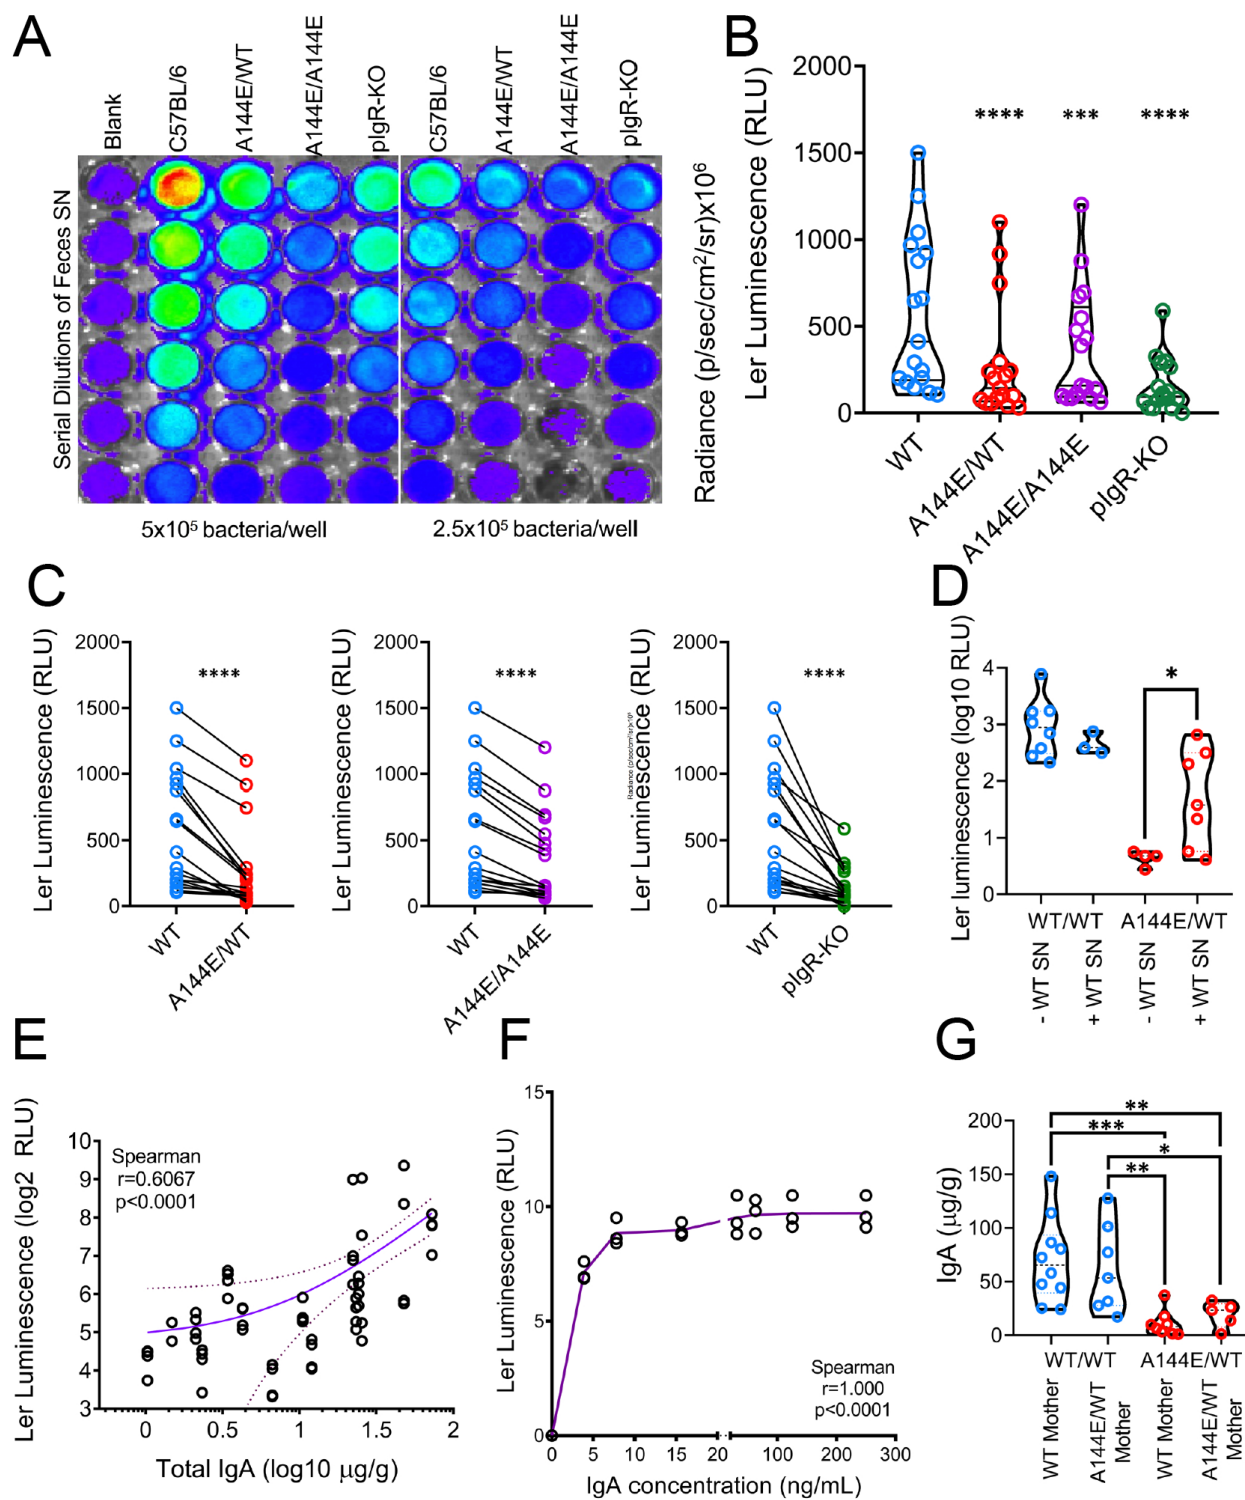 A
Blank
C57BL/6
A144E/WT
A144E/A144E
pIgR-KO
C57BL/6
A144E/WT
A144E/A144E
pIgR-KO
Serial Dilutions of Feces SN
5x10⁵ bacteria/well
2.5x10⁵ bacteria/well
B
Radiance (p/sec/cm²/sr)x10⁶
Ler Luminescence (RLU)
2000
1500
1000
500
0
****
***
****
WT
A144E/WT
A144E/A144E
pIgR-KO
C
Ler Luminescence (RLU)
2000
1500
1000
500
0
****
WT
A144E/WT
Ler Luminescence (RLU)
2000
1500
1000
500
0
****
WT
A144E/A144E
Radiance (p/sec/cm²/sr)x10⁶
Ler Luminescence (RLU)
2000
1500
1000
500
0
****
WT
pIgR-KO
D
Ler luminescence (log10 RLU)
4
3
2
1
0
*
WT/WT
A144E/WT
- WT SN
+ WT SN
- WT SN
+ WT SN
E
Ler Luminescence (log2 RLU)
10
9
8
7
6
5
4
3
Spearman
r=0.6067
p<0.0001
0
0.5
1
1.5
2
Total IgA (log10 µg/g)
F
Ler Luminescence (RLU)
15
10
5
0
Spearman
r=1.000
p<0.0001
0
5
10
15
20
100
200
300
IgA concentration (ng/mL)
G
IgA (µg/g)
200
150
100
50
0
**
***
*
**
WT/WT
A144E/WT
WT Mother
A144E/WT
Mother
WT Mother
A144E/WT
Mother